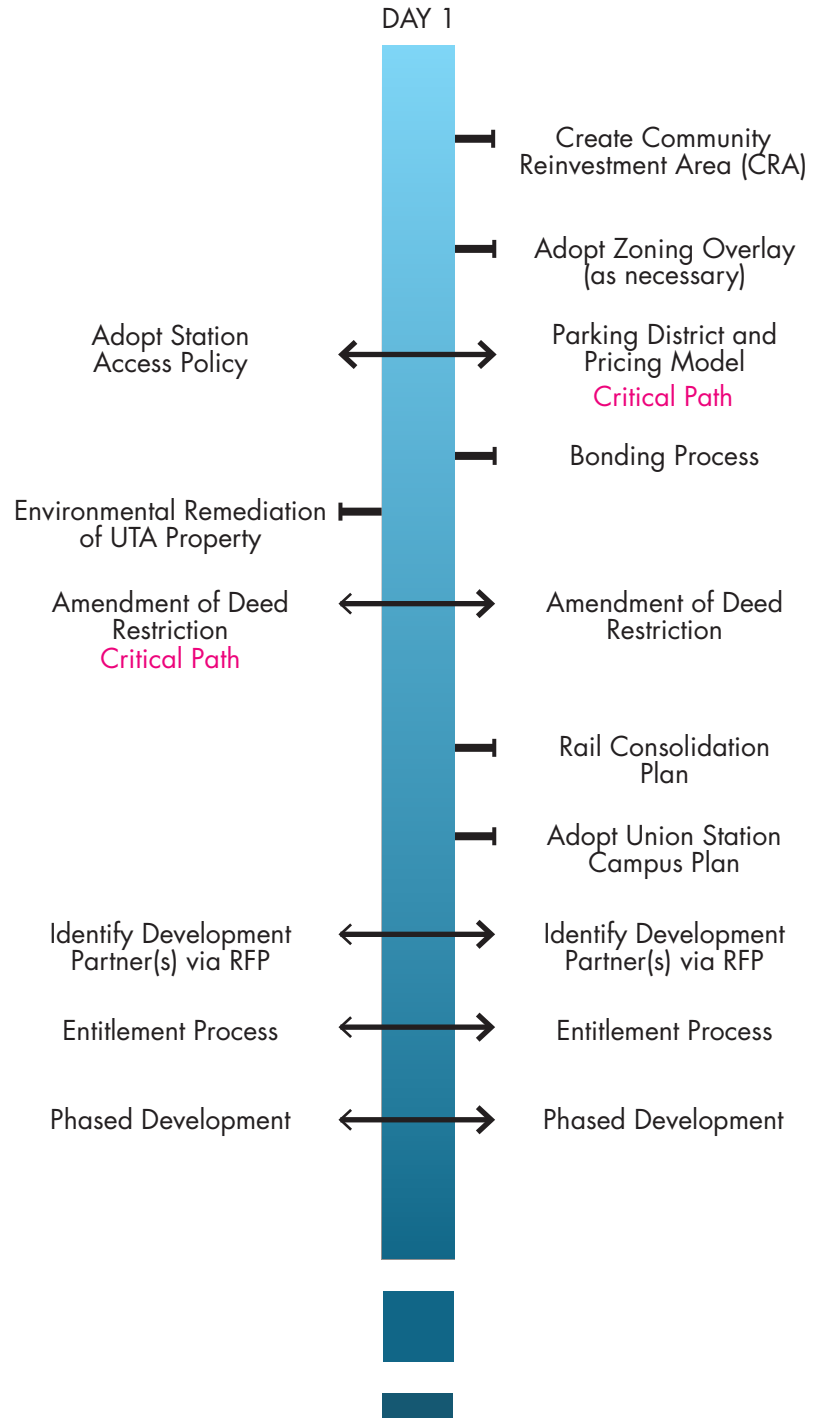 DAY 1
Create Community
Reinvestment Area (CRA)
Adopt Zoning Overlay
(as necessary)
Adopt Station
Access Policy
Parking District and
Pricing Model
Critical Path
Bonding Process
Environmental Remediation
of UTA Property
Amendment of Deed
Restriction
Critical Path
Amendment of Deed
Restriction
Rail Consolidation
Plan
Adopt Union Station
Campus Plan
Identify Development
Partner(s) via RFP
Identify Development
Partner(s) via RFP
Entitlement Process
Entitlement Process
Phased Development
Phased Development